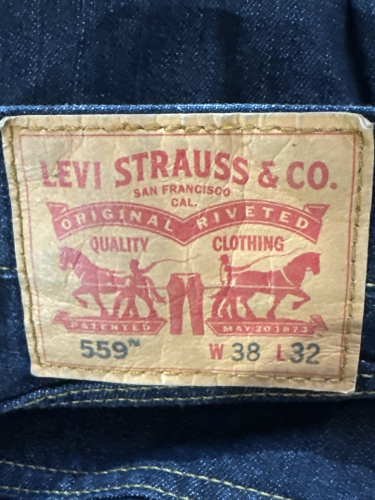 LEVI STRAUSS & CO.
SAN FRANCISCO
CAL.
ORIGINAL RIVETED
QUALITY CLOTHING
PATENTED MAY 20 1873
559™ W 38 L 32